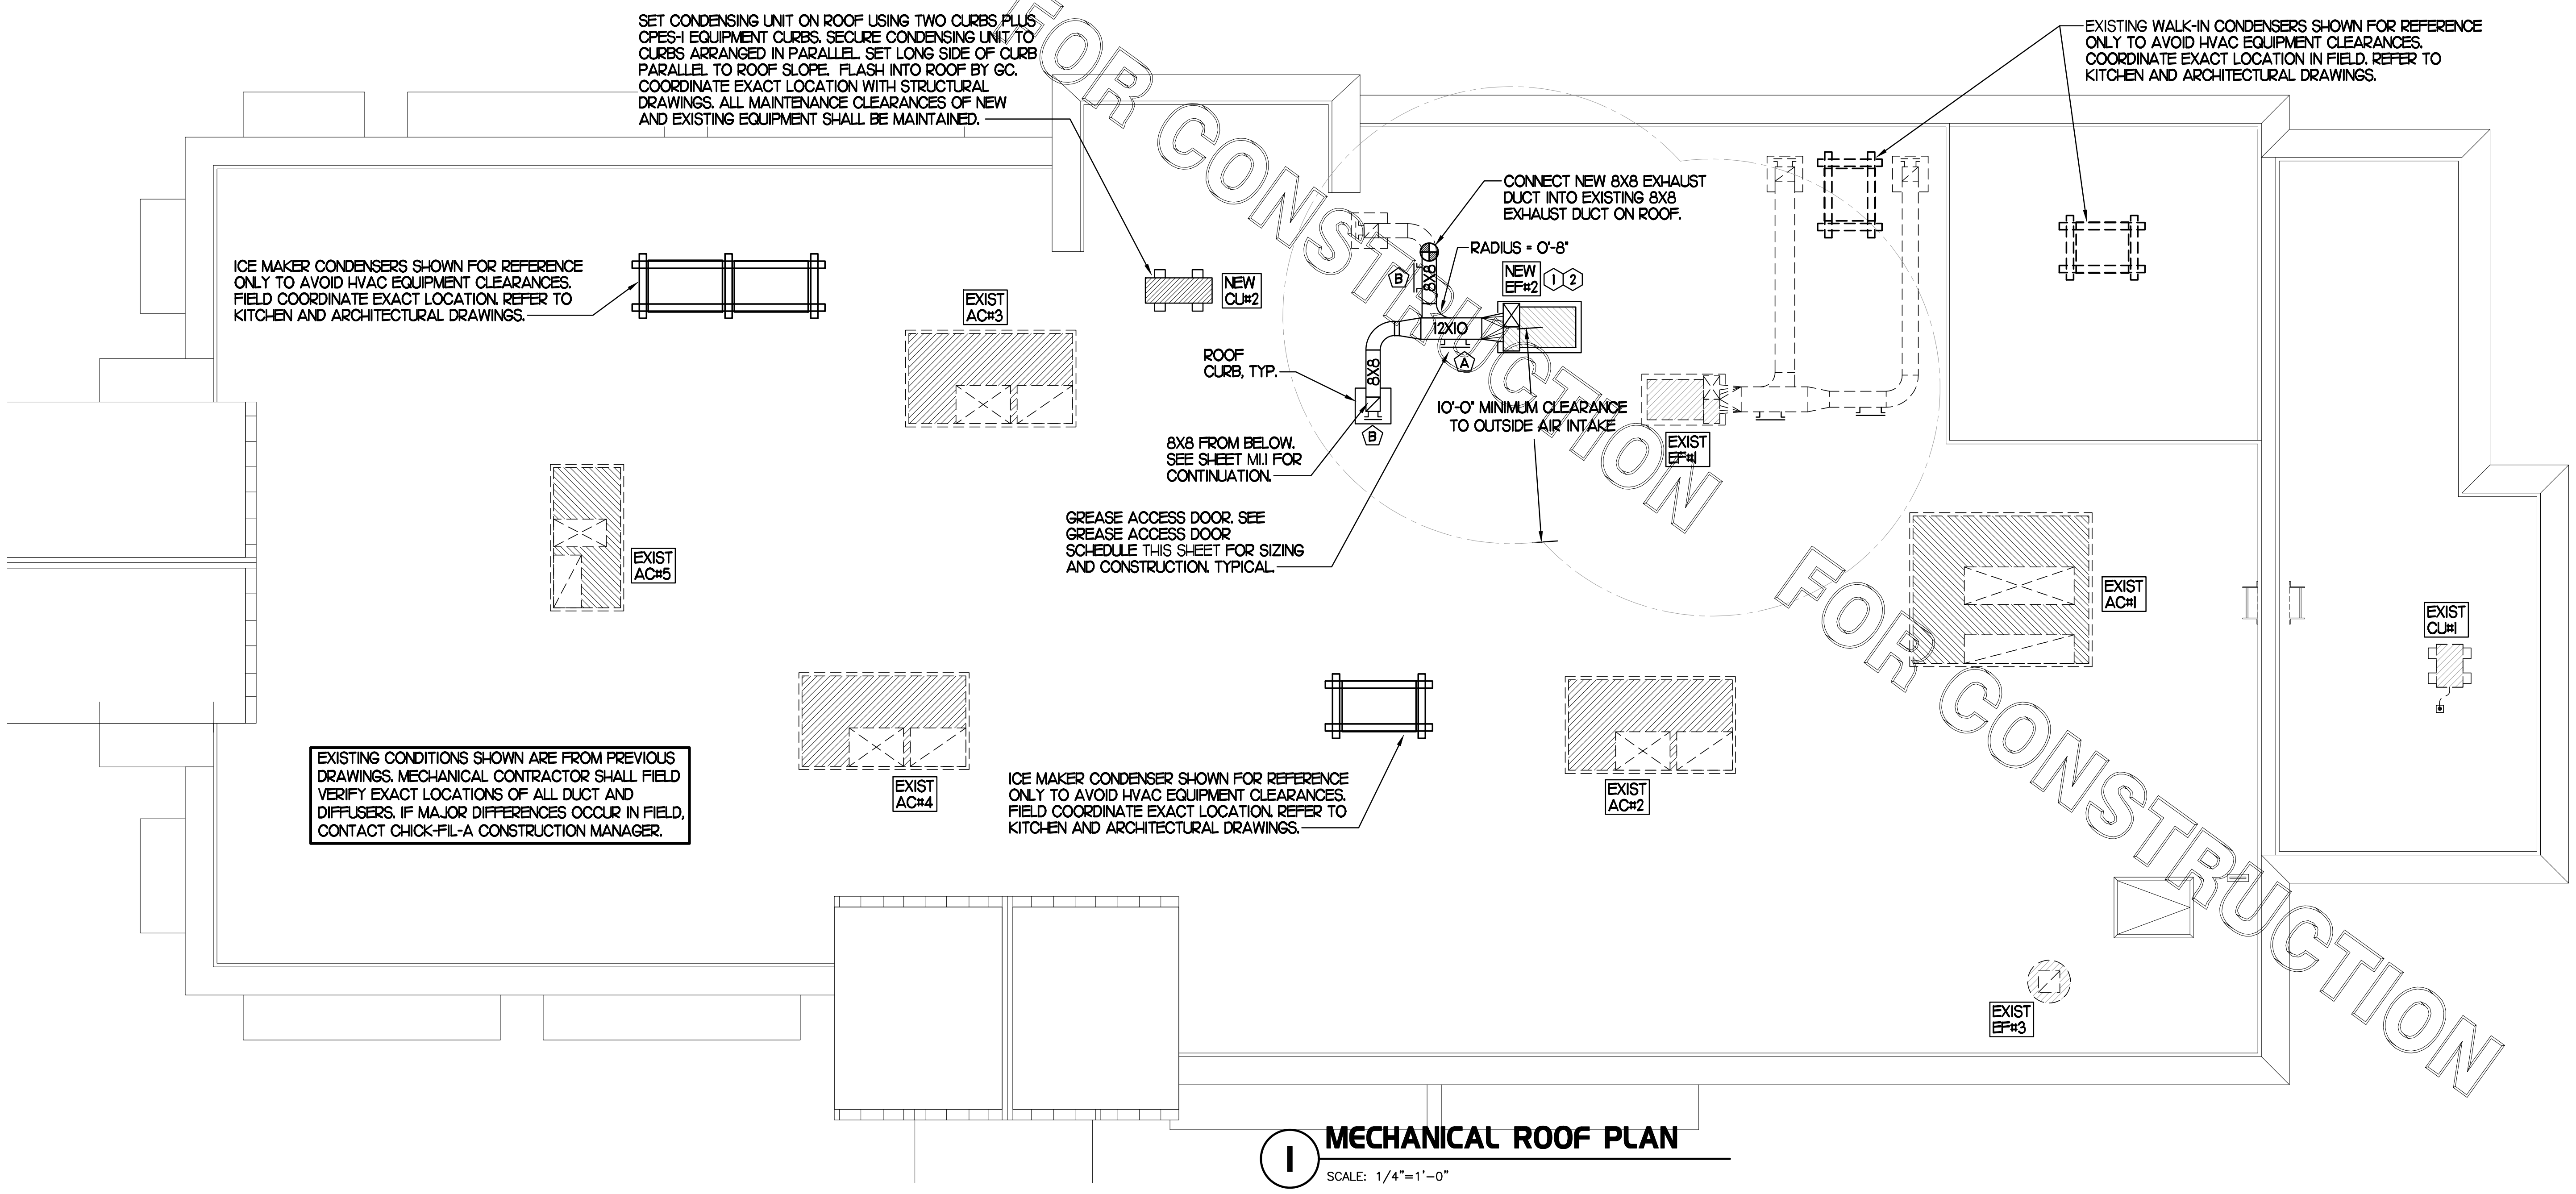 SET CONDENSING UNIT ON ROOF USING TWO CURBS PLUS
CPES-1 EQUIPMENT CURBS. SECURE CONDENSING UNIT TO
CURBS ARRANGED IN PARALLEL. SET LONG SIDE OF CURB
PARALLEL TO ROOF SLOPE. FLASH INTO ROOF BY GC.
COORDINATE EXACT LOCATION WITH STRUCTURAL
DRAWINGS. ALL MAINTENANCE CLEARANCES OF NEW
AND EXISTING EQUIPMENT SHALL BE MAINTAINED.
EXISTING WALK-IN CONDENSERS SHOWN FOR REFERENCE
ONLY TO AVOID HVAC EQUIPMENT CLEARANCES.
COORDINATE EXACT LOCATION IN FIELD. REFER TO
KITCHEN AND ARCHITECTURAL DRAWINGS.
FOR CONSTRUCTION
CONNECT NEW 8X8 EXHAUST
DUCT INTO EXISTING 8X8
EXHAUST DUCT ON ROOF.
RADIUS = 0'-8"
ICE MAKER CONDENSERS SHOWN FOR REFERENCE
ONLY TO AVOID HVAC EQUIPMENT CLEARANCES.
FIELD COORDINATE EXACT LOCATION. REFER TO
KITCHEN AND ARCHITECTURAL DRAWINGS.
EXIST
AC#3
NEW
CU#2
B
8X8
NEW
EF#2
1
2
12X10
A
ROOF
CURB, TYP.
8X8
B
10'-0" MINIMUM CLEARANCE
TO OUTSIDE AIR INTAKE
8X8 FROM BELOW.
SEE SHEET M1.1 FOR
CONTINUATION.
EXIST
EF#1
GREASE ACCESS DOOR. SEE
GREASE ACCESS DOOR
SCHEDULE THIS SHEET FOR SIZING
AND CONSTRUCTION. TYPICAL.
EXIST
AC#5
FOR CONSTRUCTION
EXIST
AC#1
EXIST
CU#1
EXISTING CONDITIONS SHOWN ARE FROM PREVIOUS
DRAWINGS. MECHANICAL CONTRACTOR SHALL FIELD
VERIFY EXACT LOCATIONS OF ALL DUCT AND
DIFFUSERS. IF MAJOR DIFFERENCES OCCUR IN FIELD,
CONTACT CHICK-FIL-A CONSTRUCTION MANAGER.
EXIST
AC#4
ICE MAKER CONDENSER SHOWN FOR REFERENCE
ONLY TO AVOID HVAC EQUIPMENT CLEARANCES.
FIELD COORDINATE EXACT LOCATION. REFER TO
KITCHEN AND ARCHITECTURAL DRAWINGS.
EXIST
AC#2
EXIST
EF#3
1
MECHANICAL ROOF PLAN
SCALE: 1/4"=1'-0"